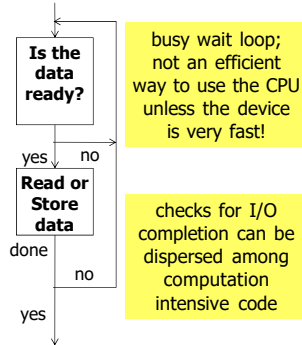 Is the
data
ready?
yes
no
Read or
Store
data
done
no
yes
busy wait loop;
not an efficient
way to use the CPU
unless the device
is very fast!
checks for I/O
completion can be
dispersed among
computation
intensive code